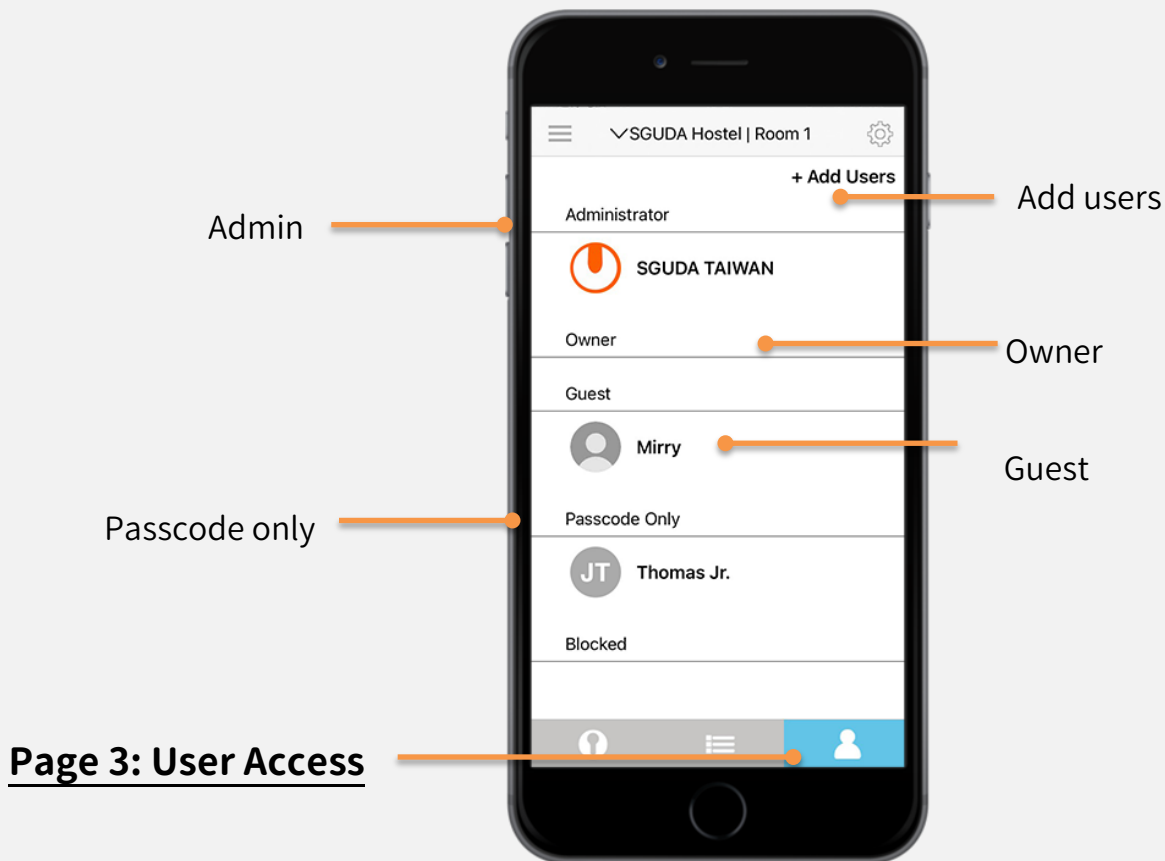 SGUDA Hostel | Room 1
+ Add Users
Add users
Administrator
Admin
SGUDA TAIWAN
Owner
Owner
Guest
Mirry
Guest
Passcode Only
Passcode only
JT
Thomas Jr.
Blocked
Page 3: User Access